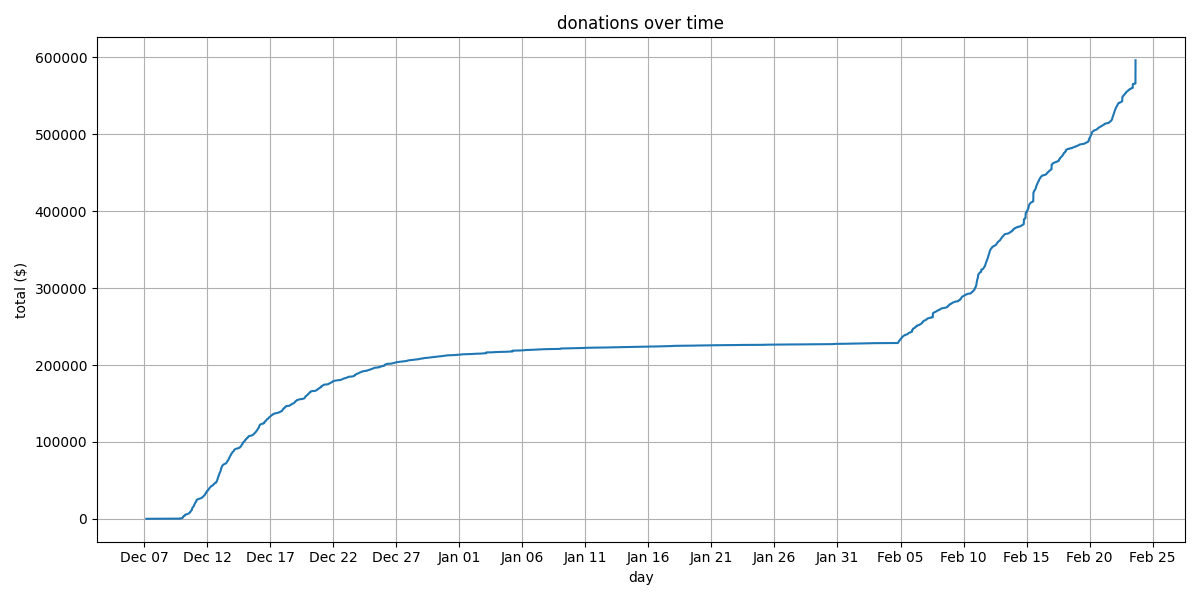 donations over time
total ($)
600000
500000
400000
300000
200000
100000
0
Dec 07 Dec 12 Dec 17 Dec 22 Dec 27 Jan 01 Jan 06 Jan 11 Jan 16 Jan 21 Jan 26 Jan 31 Feb 05 Feb 10 Feb 15 Feb 20 Feb 25
day